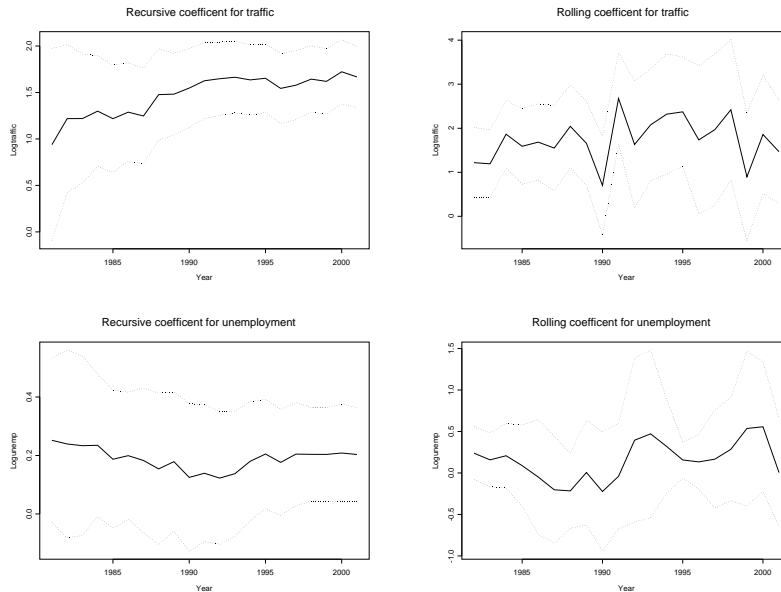 Recursive coefficent for traffic
Logtraffic
2.0
1.5
1.0
0.5
0.0
1985
1990
1995
2000
Year
Rolling coefficent for traffic
Logtraffic
4
3
2
1
0
1985
1990
1995
2000
Year
Recursive coefficent for unemployment
Logunemp
0.4
0.2
0.0
1985
1990
1995
2000
Year
Rolling coefficent for unemployment
Logunemp
1.5
1.0
0.5
0.0
-0.5
-1.0
1985
1990
1995
2000
Year